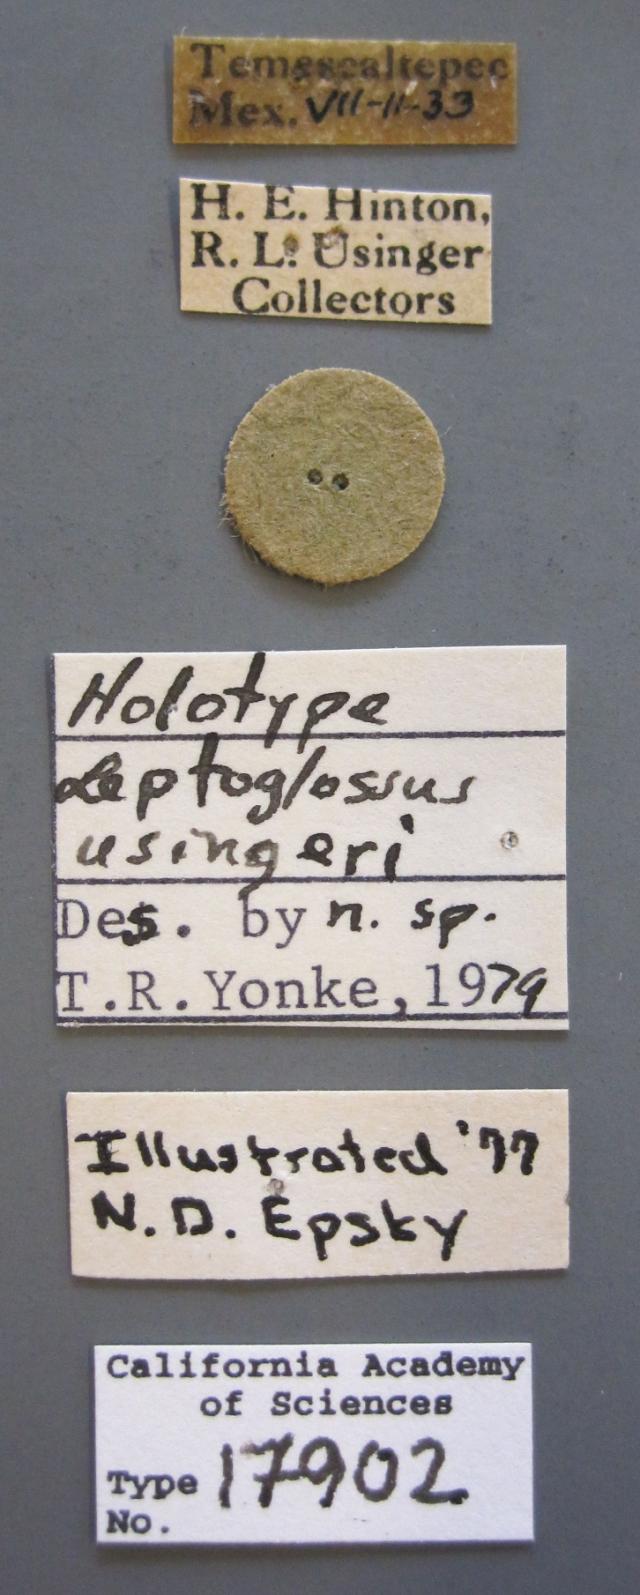 Temascaltepec
Mex. VII-11-33
H. E. Hinton,
R. L. Usinger
Collectors
Holotype
Leptoglossus
usingeri
Des. by n. sp.
T.R.Yonke, 1979
Illustrated '77
N.D. Epsky
California Academy
of Sciences
Type 17902
No.